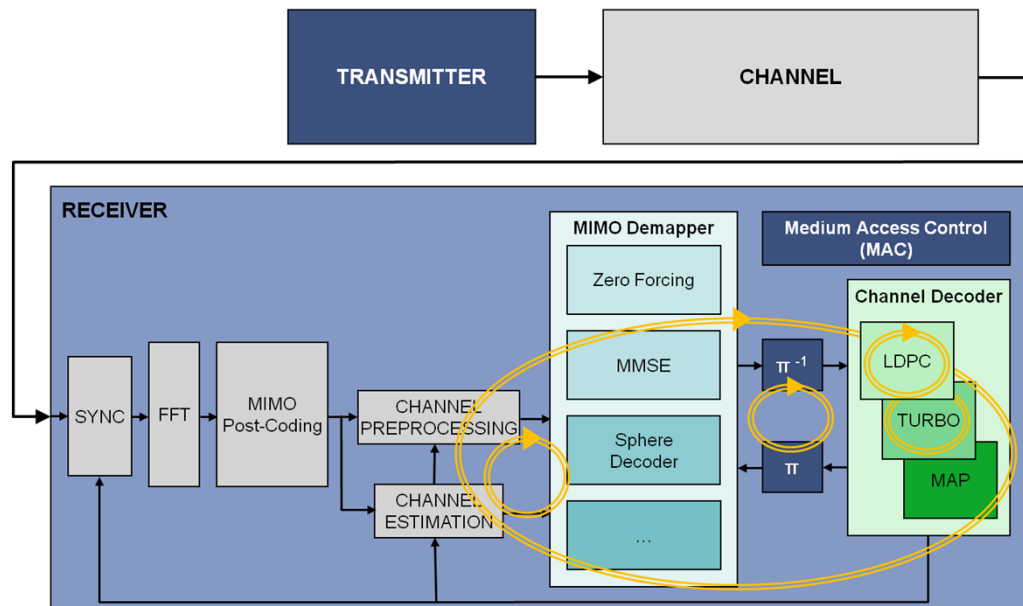 TRANSMITTER
CHANNEL
RECEIVER
MIMO Demapper
Medium Access Control
(MAC)
Zero Forcing
Channel Decoder
MMSE
π -1
LDPC
SYNC
FFT
MIMO
Post-Coding
CHANNEL
PREPROCESSING
TURBO
Sphere
Decoder
π
MAP
CHANNEL
ESTIMATION
...